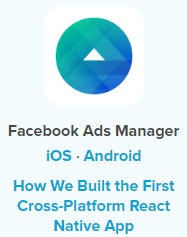 Facebook Ads Manager
iOS · Android
How We Built the First
Cross-Platform React
Native App